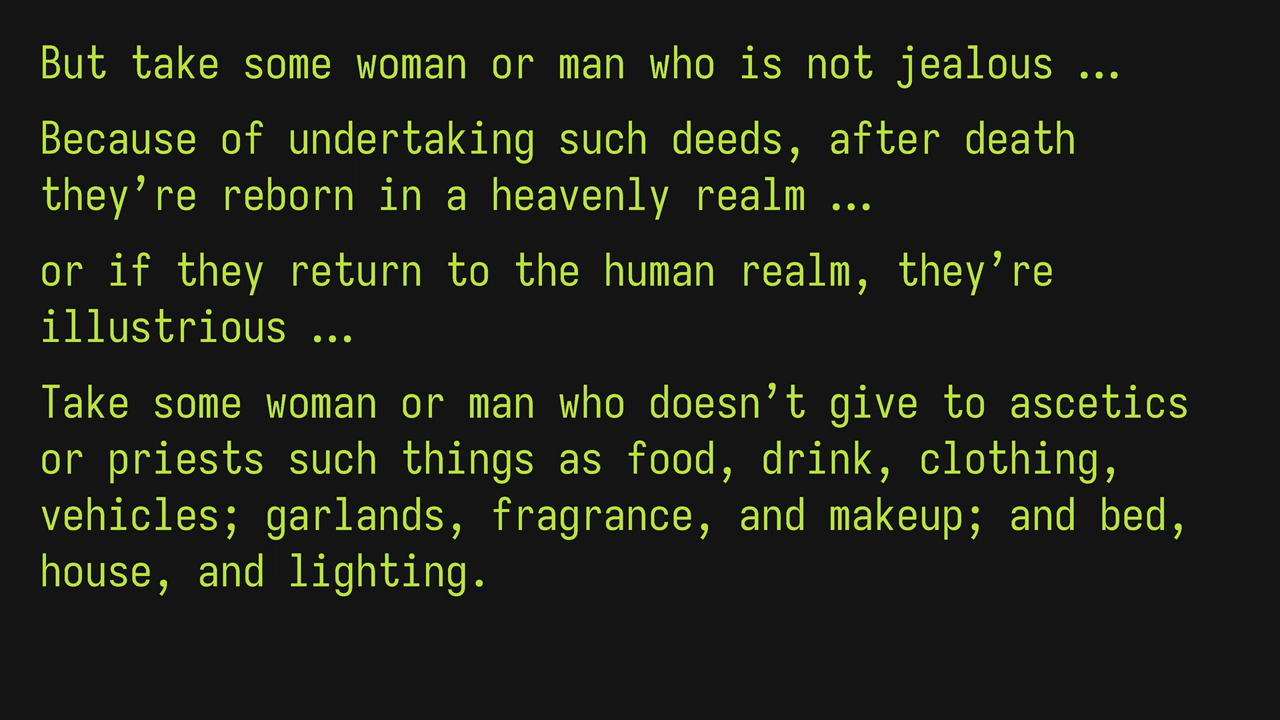 But take some woman or man who is not jealous …
Because of undertaking such deeds, after death
they’re reborn in a heavenly realm …
or if they return to the human realm, they’re
illustrious …
Take some woman or man who doesn’t give to ascetics
or priests such things as food, drink, clothing,
vehicles; garlands, fragrance, and makeup; and bed,
house, and lighting.